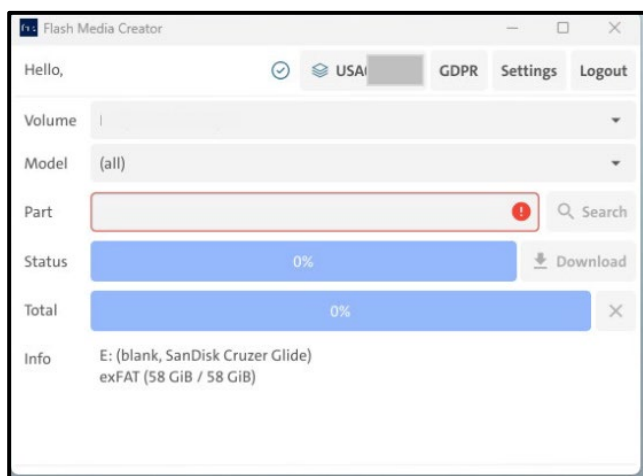 Flash Media Creator
Hello,
USA
GDPR
Settings
Logout
Volume
Model
(all)
Part
Search
Status
0%
Download
Total
0%
Info
E: (blank, SanDisk Cruzer Glide)
exFAT (58 GiB / 58 GiB)